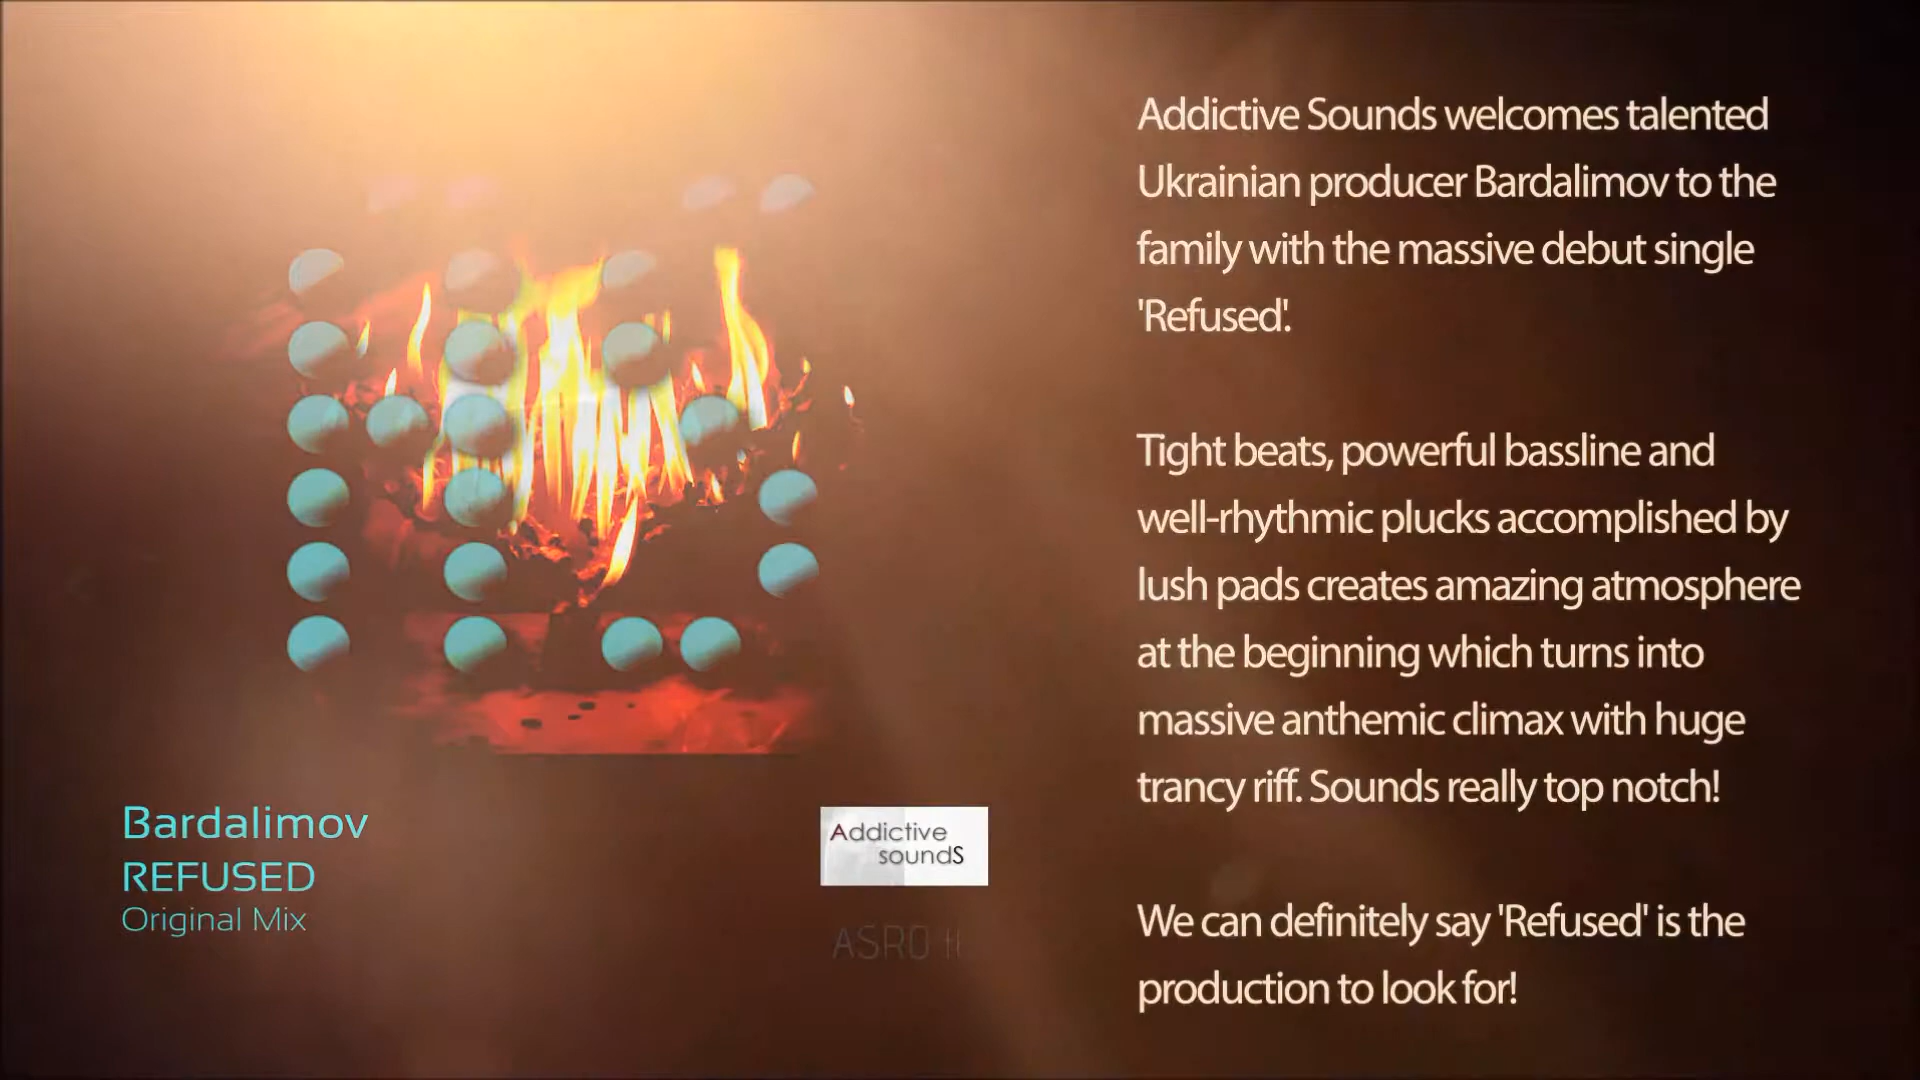 Addictive Sounds welcomes talented
Ukrainian producer Bardalimov to the
family with the massive debut single
'Refused'.
Tight beats, powerful bassline and
well-rhythmic plucks accomplished by
lush pads creates amazing atmosphere
at the beginning which turns into
massive anthemic climax with huge
trancy riff. Sounds really top notch!
We can definitely say 'Refused' is the
production to look for!
Bardalimov
REFUSED
Original Mix
Addictive
soundS